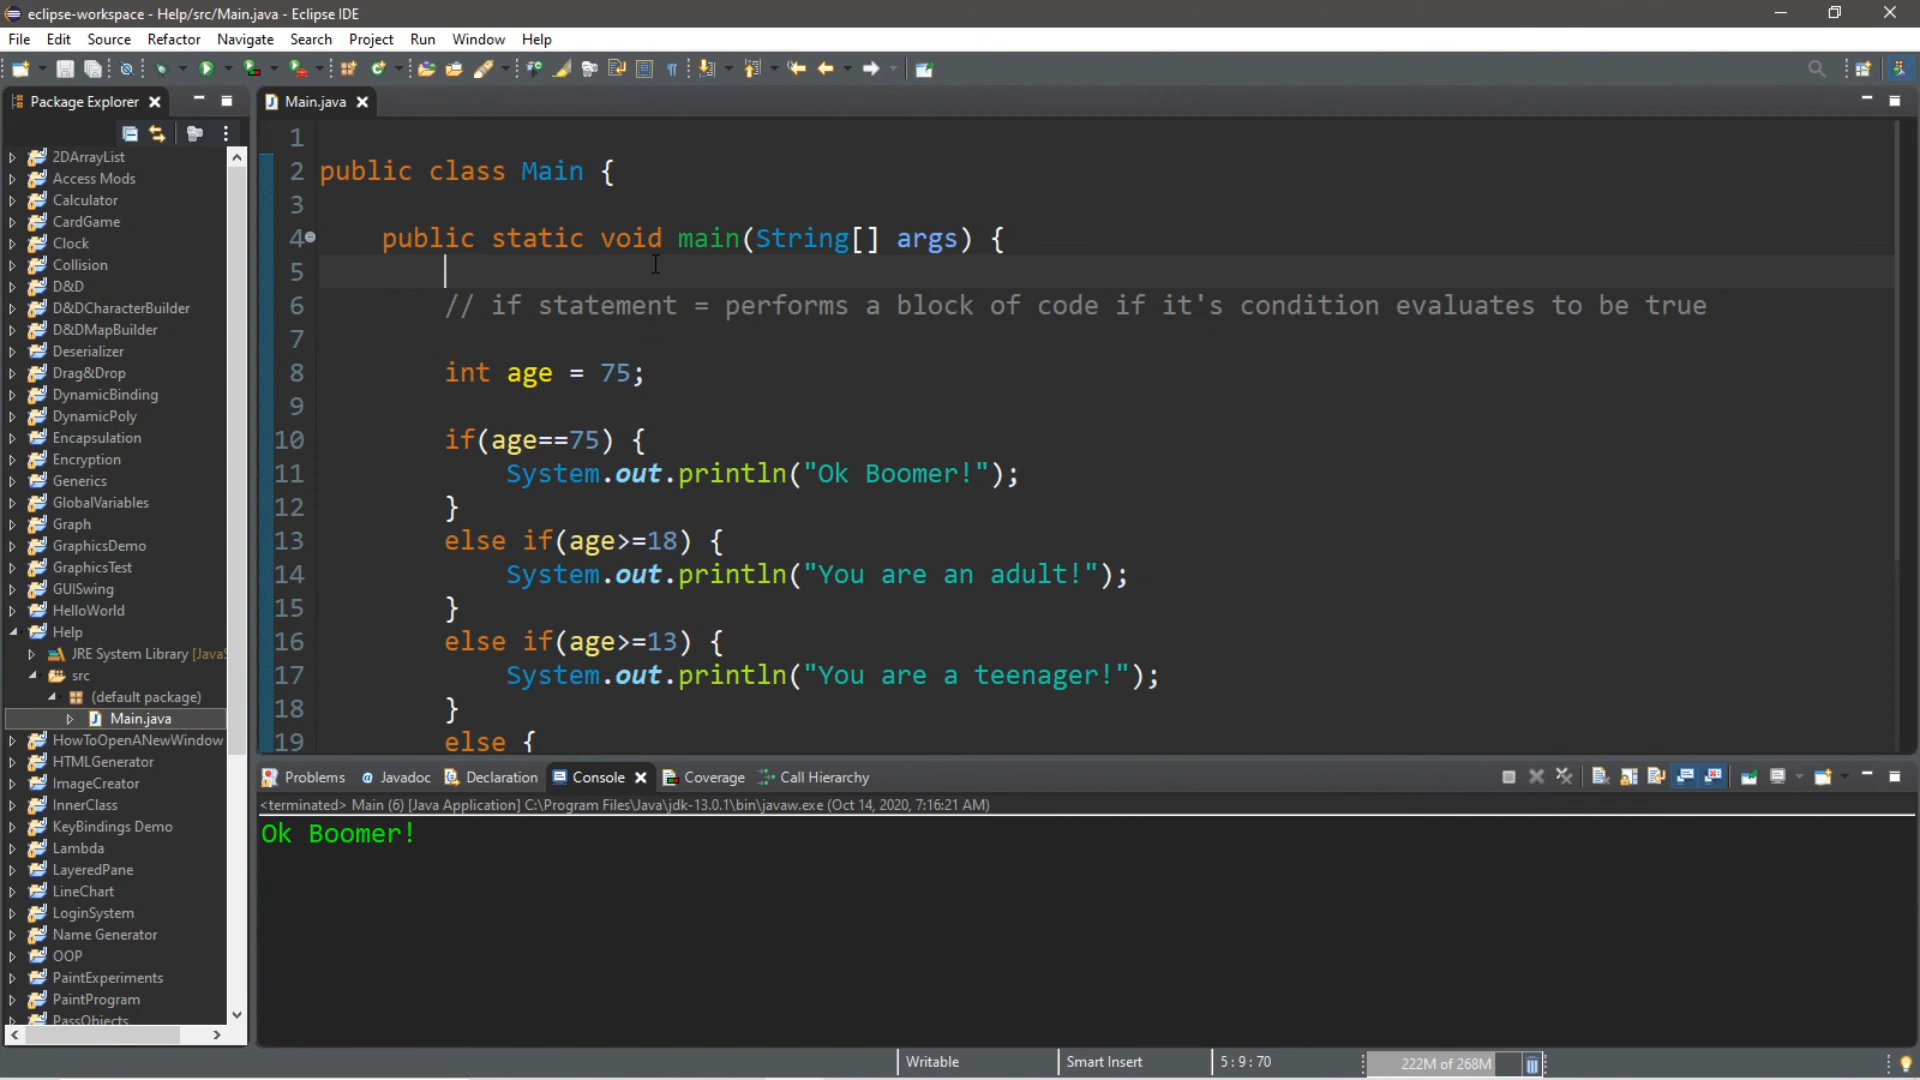 eclipse-workspace - Help/src/Main.java - Eclipse IDE
File Edit Source Refactor Navigate Search Project Run Window Help
Package Explorer
2DArrayList
Access Mods
Calculator
CardGame
Clock
Collision
D&D
D&DCharacterBuilder
D&DMapBuilder
Deserializer
Drag&Drop
DynamicBinding
DynamicPoly
Encapsulation
Encryption
Generics
GlobalVariables
Graph
GraphicsDemo
GraphicsTest
GUISwing
HelloWorld
Help
JRE System Library [Java
src
(default package)
Main.java
HowToOpenANewWindow
HTMLGenerator
ImageCreator
InnerClass
KeyBindings Demo
Lambda
LayeredPane
LineChart
LoginSystem
Name Generator
OOP
PaintExperiments
PaintProgram
PassObjects
Main.java
1
2 public class Main {
3
4 public static void main(String[] args) {
5
6 // if statement = performs a block of code if it's condition evaluates to be true
7
8 int age = 75;
9
10 if(age==75) {
11 System.out.println("Ok Boomer!");
12 }
13 else if(age>=18) {
14 System.out.println("You are an adult!");
15 }
16 else if(age>=13) {
17 System.out.println("You are a teenager!");
18 }
19 else {
Problems Javadoc Declaration Console Coverage Call Hierarchy
<terminated> Main (6) [Java Application] C:\Program Files\Java\jdk-13.0.1\bin\javaw.exe (Oct 14, 2020, 7:16:21 AM)
Ok Boomer!
Writable Smart Insert 5 : 9 : 70 222M of 268M